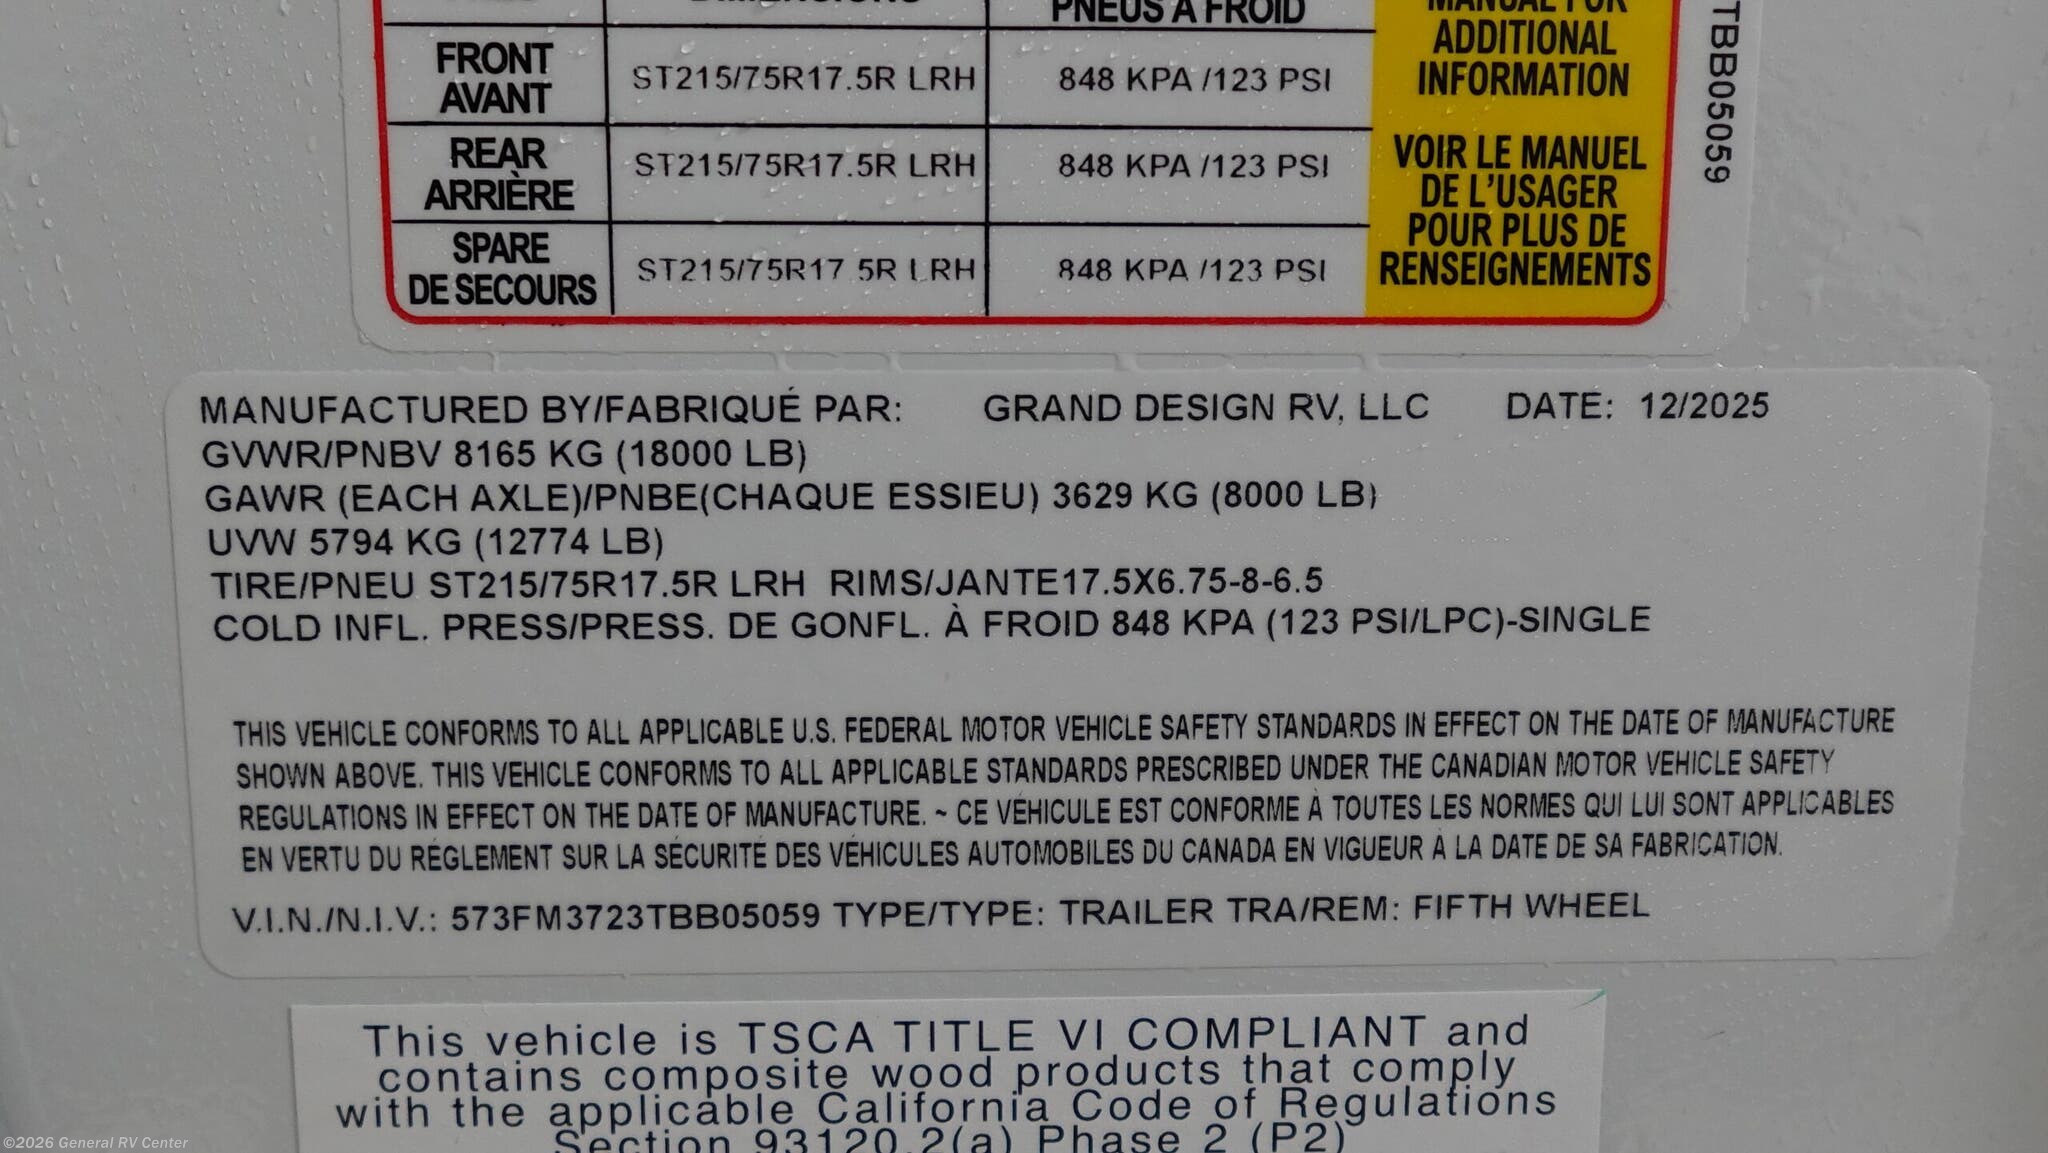 DIMENSIONS
PNEUS A FROID
MANUAL FOR
ADDITIONAL
INFORMATION
FRONT
AVANT
ST215/75R17.5R LRH
848 KPA /123 PSI
REAR
ARRIÈRE
ST215/75R17.5R LRH
848 KPA /123 PSI
SPARE
DE SECOURS
ST215/75R17.5R LRH
848 KPA /123 PSI
VOIR LE MANUEL
DE L'USAGER
POUR PLUS DE
RENSEIGNEMENTS
TBB05059
MANUFACTURED BY/FABRIQUÉ PAR: GRAND DESIGN RV, LLC DATE: 12/2025
GVWR/PNBV 8165 KG (18000 LB)
GAWR (EACH AXLE)/PNBE(CHAQUE ESSIEU) 3629 KG (8000 LB)
UVW 5794 KG (12774 LB)
TIRE/PNEU ST215/75R17.5R LRH RIMS/JANTE17.5X6.75-8-6.5
COLD INFL. PRESS/PRESS. DE GONFL. À FROID 848 KPA (123 PSI/LPC)-SINGLE
THIS VEHICLE CONFORMS TO ALL APPLICABLE U.S. FEDERAL MOTOR VEHICLE SAFETY STANDARDS IN EFFECT ON THE DATE OF MANUFACTURE
SHOWN ABOVE. THIS VEHICLE CONFORMS TO ALL APPLICABLE STANDARDS PRESCRIBED UNDER THE CANADIAN MOTOR VEHICLE SAFETY
REGULATIONS IN EFFECT ON THE DATE OF MANUFACTURE. ~ CE VÉHICULE EST CONFORME À TOUTES LES NORMES QUI LUI SONT APPLICABLES
EN VERTU DU RÉGLEMENT SUR LA SÉCURITÉ DES VÉHICULES AUTOMOBILES DU CANADA EN VIGUEUR À LA DATE DE SA FABRICATION.
V.I.N./N.I.V.: 573FM3723TBB05059 TYPE/TYPE: TRAILER TRA/REM: FIFTH WHEEL
This vehicle is TSCA TITLE VI COMPLIANT and
contains composite wood products that comply
with the applicable California Code of Regulations
Section 93120.2(a) Phase 2 (P2)
©2026 General RV Center